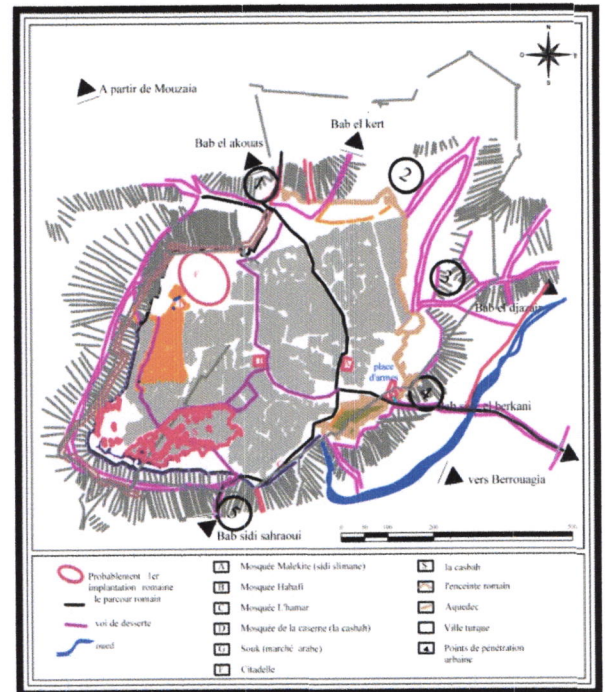 N
S
A partir de Mouzaia
Bab el kert
Bab el akouas
2
3
Bab el djazair
place
d'armes
el berkani
vers Berrouagia
Bab sidi sahraoui
0
Probablement 1er
implantation romaine
le parcour romain
voi de desserte
oued
A Mosquée Malekite (sidi slimane)
B Mosquée Habafi
C Mosquée L'hamar
D Mosquée de la caserne (la casbah)
G Souk (marché arabe)
Citadelle
S la casbah
l'enceinte romain
Aquedec
Ville turque
Points de pénétration
urbaine